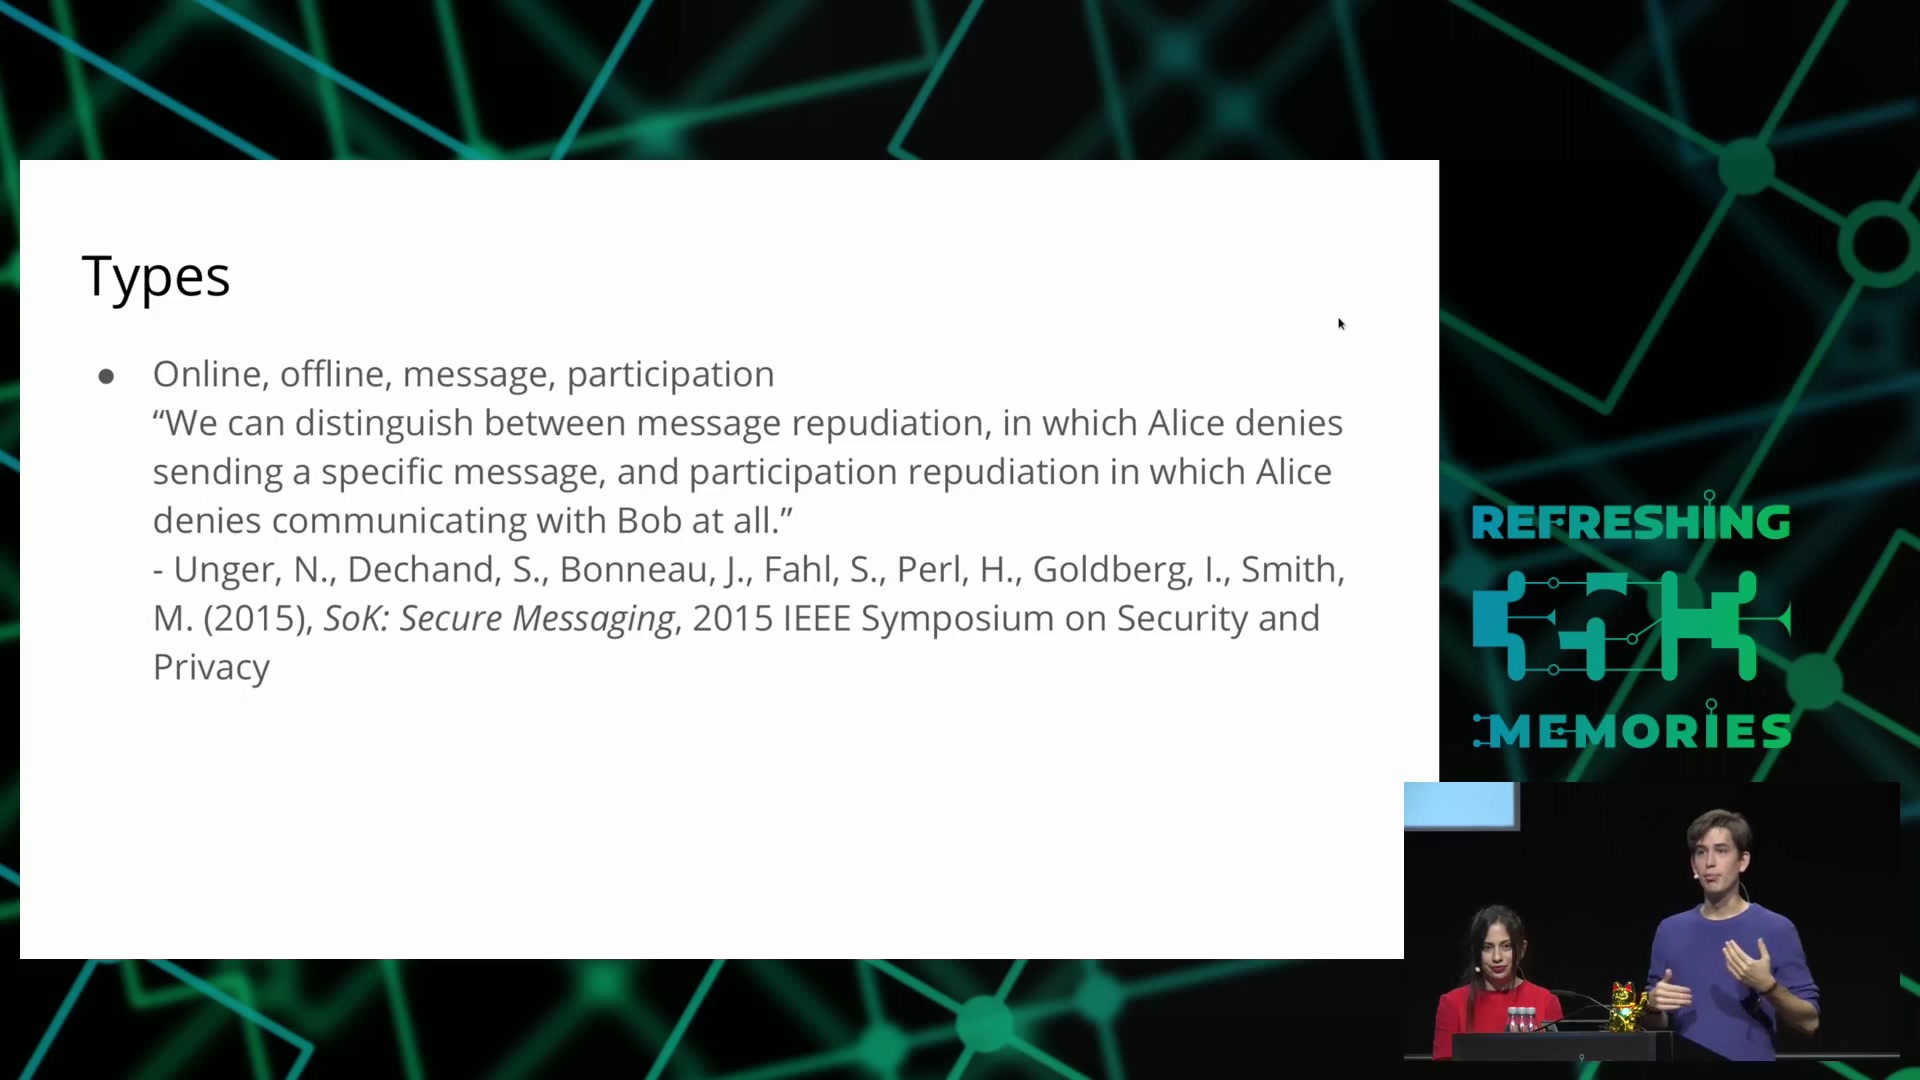 Types
● Online, offline, message, participation
“We can distinguish between message repudiation, in which Alice denies
sending a specific message, and participation repudiation in which Alice
denies communicating with Bob at all.”
- Unger, N., Dechand, S., Bonneau, J., Fahl, S., Perl, H., Goldberg, I., Smith,
M. (2015), SoK: Secure Messaging, 2015 IEEE Symposium on Security and
Privacy
REFRESHING
MEMORIES